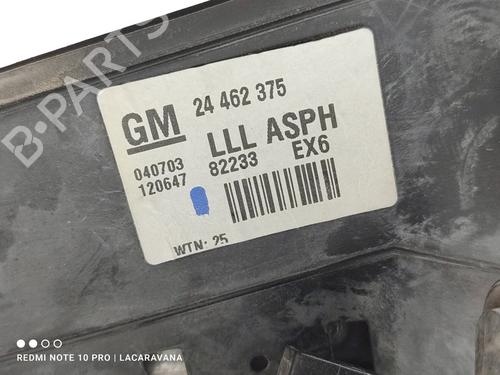 B-PARTS
GM 24 462 375
040703 LLL ASPH
120647 82233 EX6
WTN: 25
REDMI NOTE 10 PRO | LACARAVANA